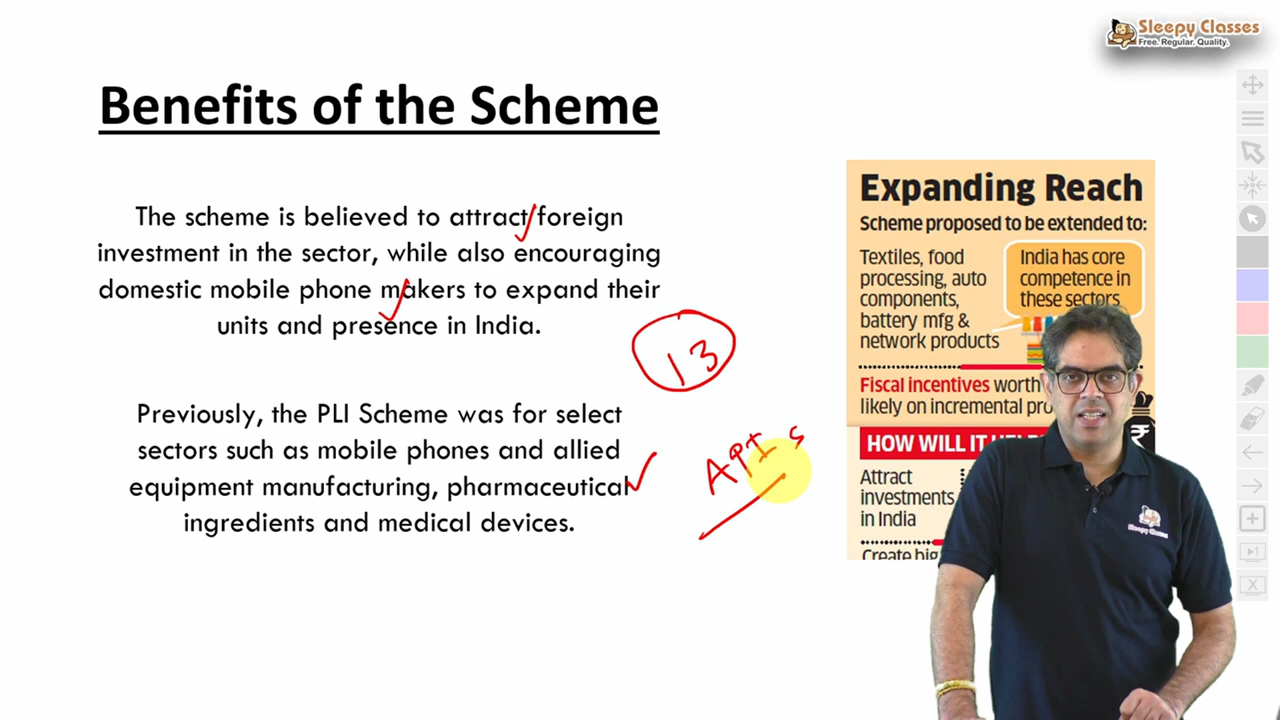 Sleepy Classes
Free. Regular. Quality.
Benefits of the Scheme
The scheme is believed to attract foreign
investment in the sector, while also encouraging
domestic mobile phone makers to expand their
units and presence in India.
13
Previously, the PLI Scheme was for select
sectors such as mobile phones and allied
equipment manufacturing, pharmaceutical
ingredients and medical devices.
APIs
Expanding Reach
Scheme proposed to be extended to:
Textiles, food
processing, auto
components,
battery mfg &
network products
India has core
competence in
these sectors
Fiscal incentives worth
likely on incremental
HOW WILL IT
Attract
investments
in India
Create
₹
Sleepy Classes